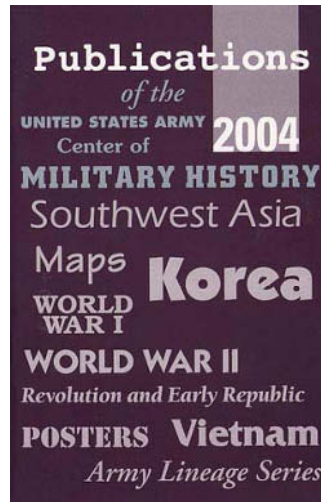 Publications
of the
UNITED STATES ARMY
Center of
2004
MILITARY HISTORY
Southwest Asia
Maps
Korea
WORLD
WAR I
WORLD WAR II
Revolution and Early Republic
POSTERS Vietnam
Army Lineage Series